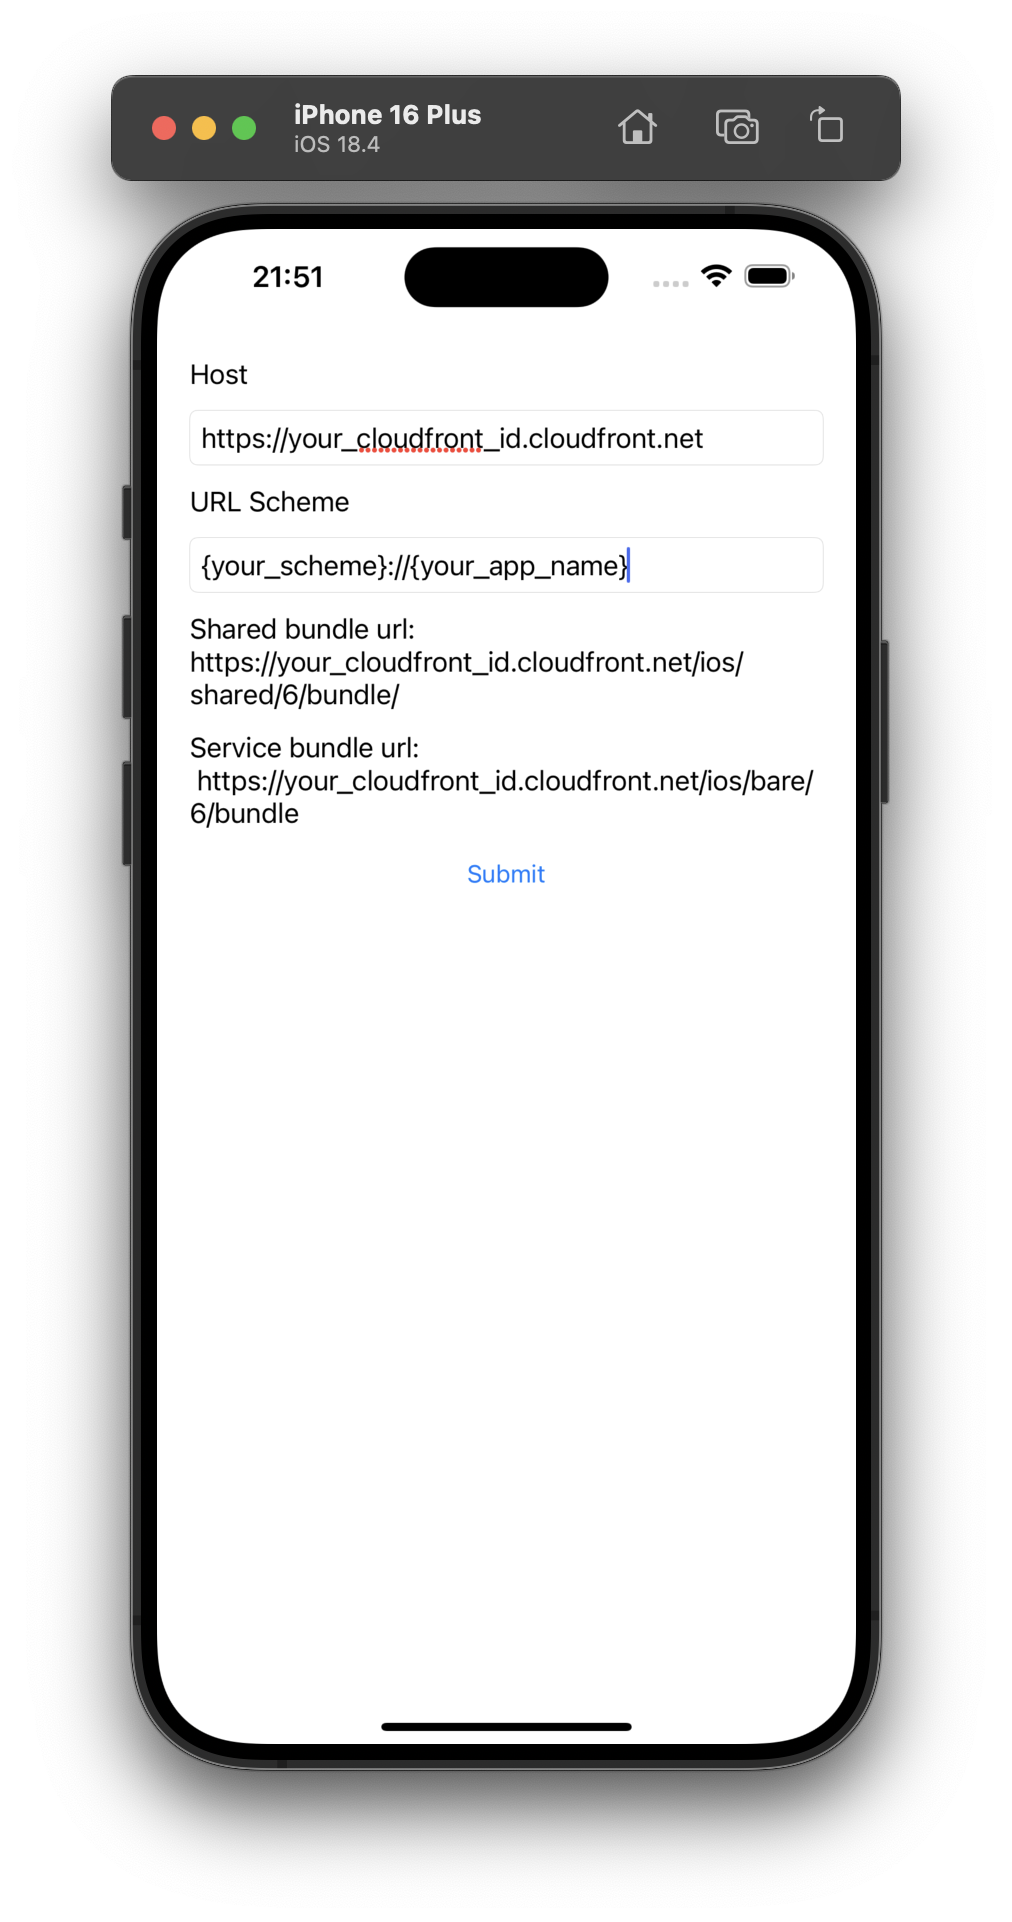 iPhone 16 Plus
iOS 18.4
21:51
Host
https://your_cloudfront_id.cloudfront.net
URL Scheme
{your_scheme}://{your_app_name}
Shared bundle url:
https://your_cloudfront_id.cloudfront.net/ios/
shared/6/bundle/
Service bundle url:
https://your_cloudfront_id.cloudfront.net/ios/bare/
6/bundle
Submit